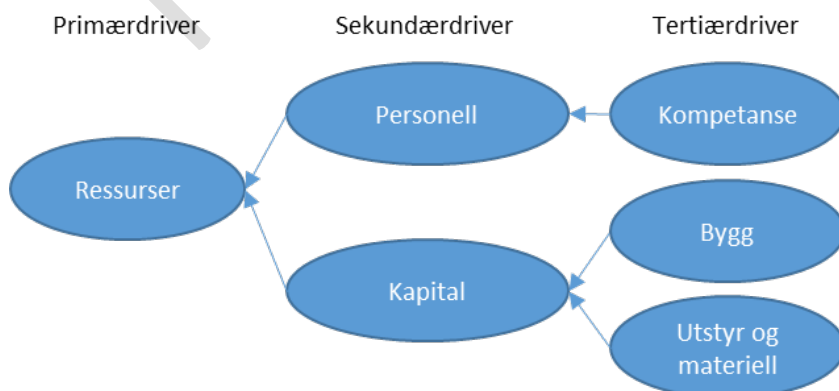 Primærdriver
Sekundærdriver
Tertiærdriver
Personell
Kompetanse
Ressurser
Bygg
Kapital
Utstyr og
materiell